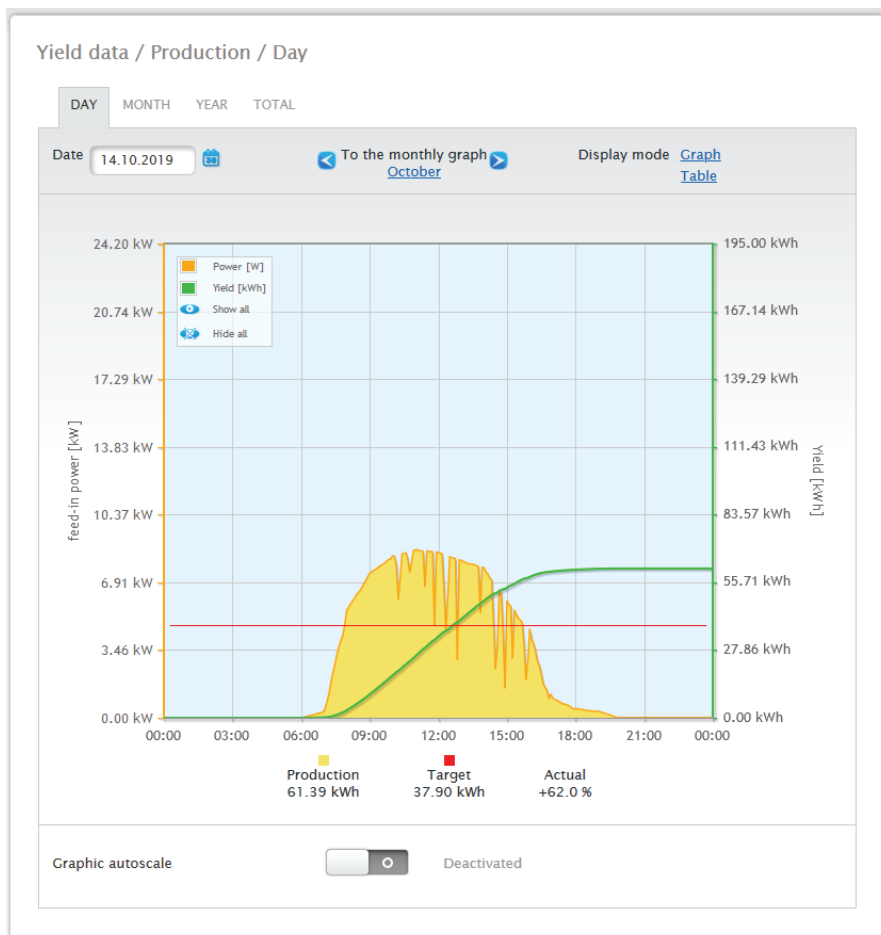 Yield data / Production / Day
DAY MONTH YEAR TOTAL
Date 14.10.2019 30 To the monthly graph Display mode Graph
October Table
24.20 kW 195.00 kWh
Power [W]
Yield [kWh]
Show all
Hide all
20.74 kW 167.14 kWh
17.29 kW 139.29 kWh
13.83 kW 111.43 kWh
feed-in power [kW]
Yield [kWh]
10.37 kW 83.57 kWh
6.91 kW 55.71 kWh
3.46 kW 27.86 kWh
0.00 kW 0.00 kWh
00:00 03:00 06:00 09:00 12:00 15:00 18:00 21:00 00:00
Production Target Actual
61.39 kWh 37.90 kWh +62.0 %
Graphic autoscale Deactivated